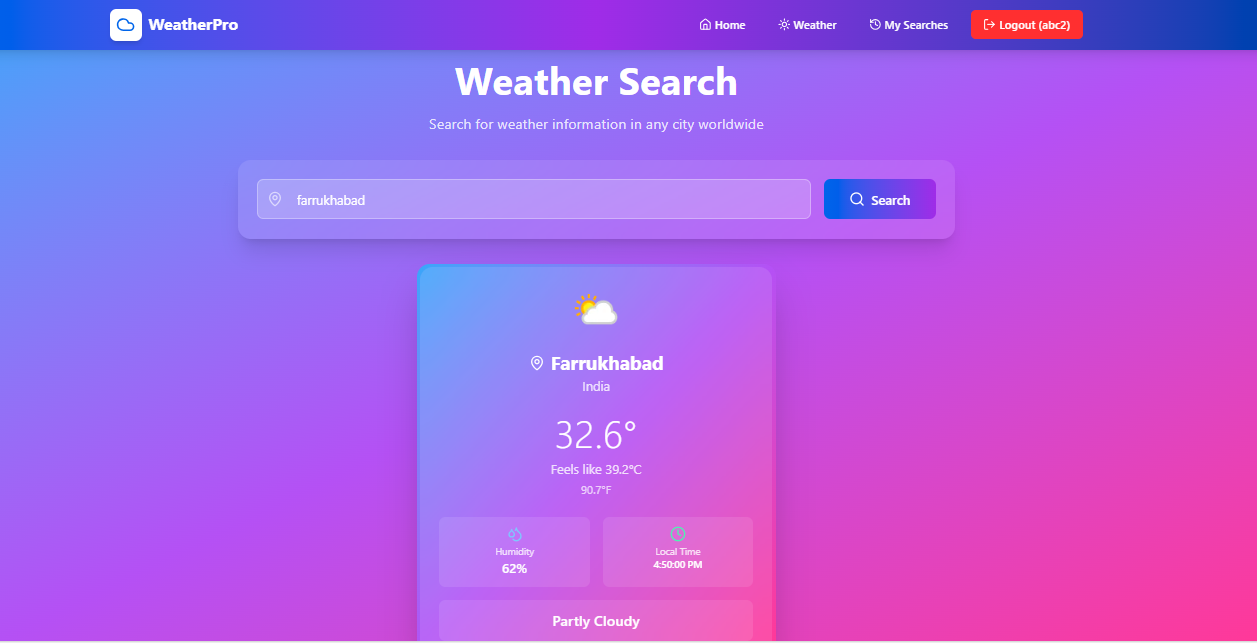 WeatherPro Home Weather My Searches Logout (abc2)
Weather Search
Search for weather information in any city worldwide
farrukhabad Search
Farrukhabad
India
32.6°
Feels like 39.2°C
90.7°F
Humidity Local Time
62% 4:50:00 PM
Partly Cloudy